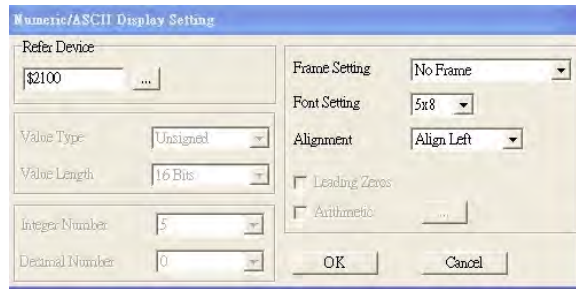 Numeric/ASCII Display Setting
Refer Device
$2100
...
Value Type
Unsigned
Value Length
16 Bits
Integer Number
5
Decimal Number
0
Frame Setting
No Frame
Font Setting
5x8
Alignment
Align Left
Leading Zeros
Arithmetic
...
OK
Cancel